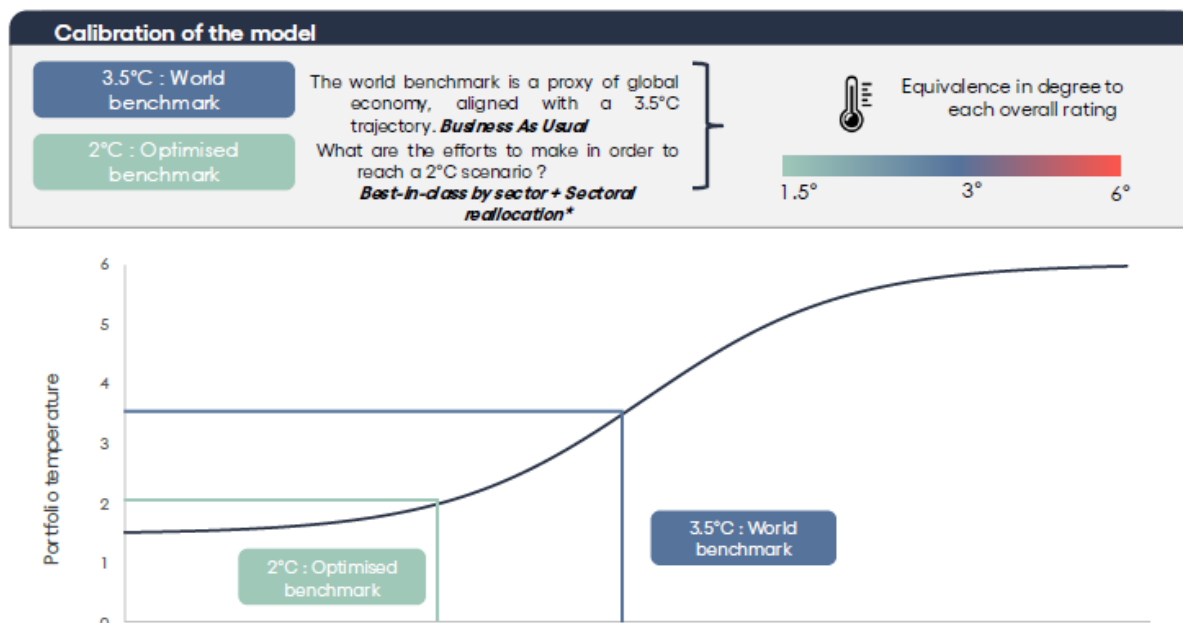 Calibration of the model
3.5°C : World
benchmark
2°C : Optimised
benchmark
The world benchmark is a proxy of global
economy, aligned with a 3.5°C
trajectory. Business As Usual
What are the efforts to make in order to
reach a 2°C scenario ?
Best-in-class by sector + Sectoral
reallocation*
Equivalence in degree to
each overall rating
1.5° 3° 6°
Portfolio temperature
6
5
4
3
2
1
0
3.5°C : World
benchmark
2°C : Optimised
benchmark